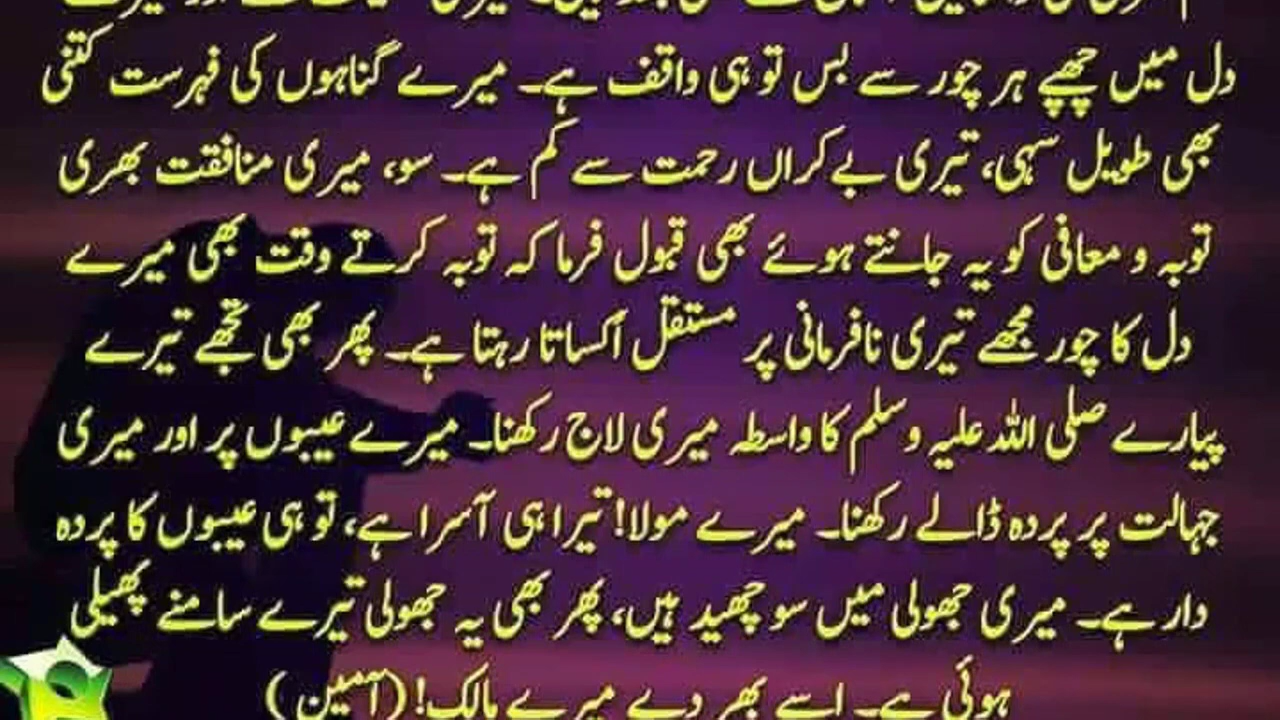 دل میں چھپے ہر چور سے بس تو ہی واقف ہے۔ میرے گناہوں کی فہرست کتنی
بھی طویل سہی، تیری بے کراں رحمت سے کم ہے۔ سو، میری منافقت بھری
توبہ و معافی کو یہ جانتے ہوئے بھی قبول فرما کہ توبہ کرتے وقت بھی میرے
دل کا چور مجھے تیری نافرمانی پر مستقل اُکساتا رہتا ہے۔ پھر بھی تجھے تیرے
پیارے صلی اللہ علیہ وسلم کا واسطہ میری لاج رکھنا۔ میرے عیبوں پر اور میری
جہالت پر پردہ ڈالے رکھنا۔ میرے مولا! تیرا ہی آسرا ہے، تو ہی عیبوں کا پردہ
دار ہے۔ میری جھولی میں سو چھید ہیں، پھر بھی یہ جھولی تیرے سامنے پھیلی
ہوئی ہے۔ اسے بھر دے میرے مالک! (آمین)